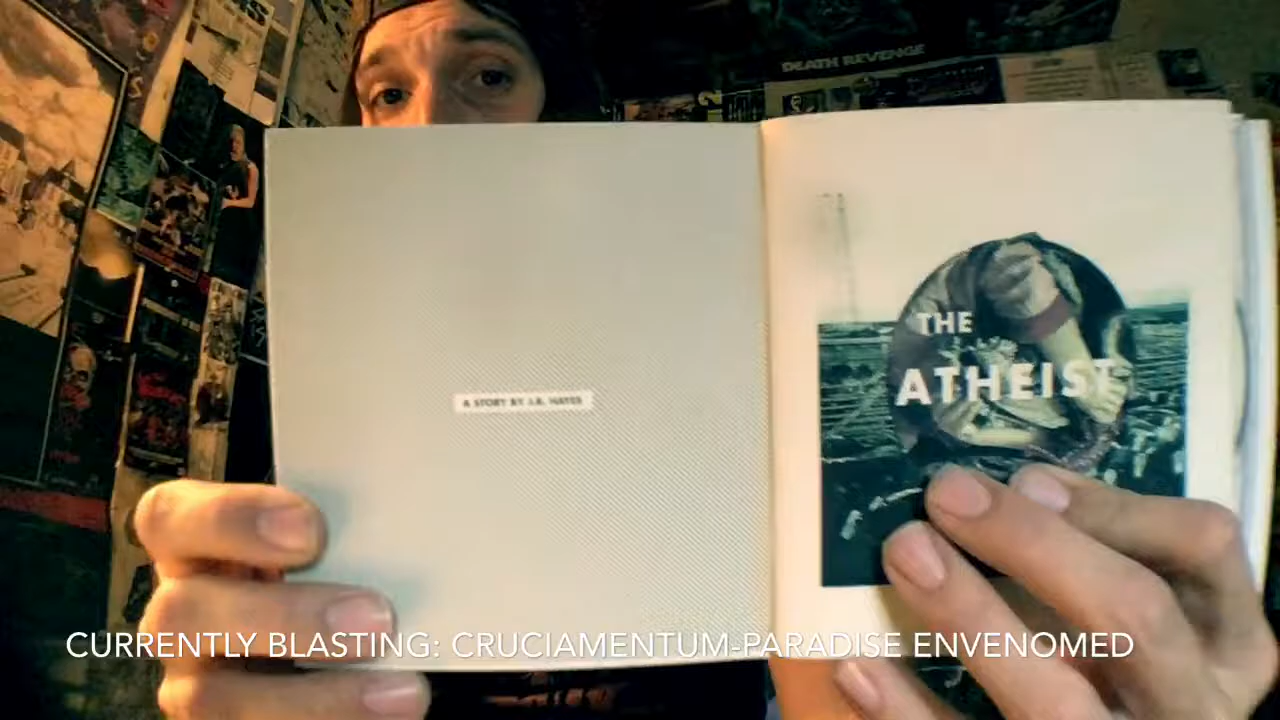 DEATH REVENGE
A STORY BY J.R. HAYES
THE
ATHEIST
CURRENTLY BLASTING: CRUCIAMENTUM-PARADISE ENVENOMED